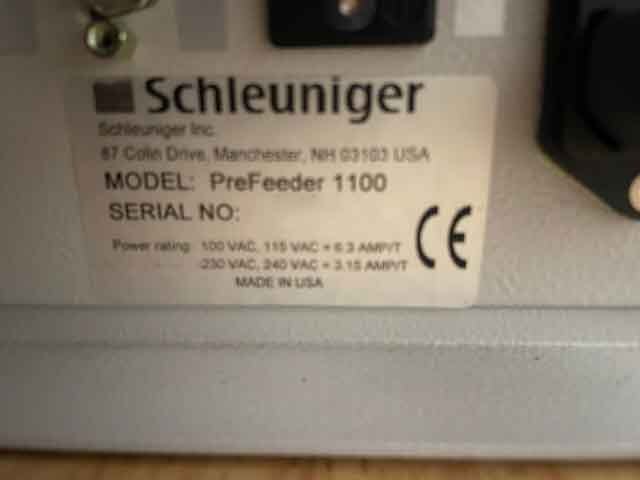 Schleuniger
Schleuniger Inc.
87 Colin Drive, Manchester, NH 03103 USA
MODEL: PreFeeder 1100
SERIAL NO:
Power rating: 100 VAC, 115 VAC = 6.3 AMP/T
230 VAC, 240 VAC = 3.15 AMP/T
MADE IN USA
CE